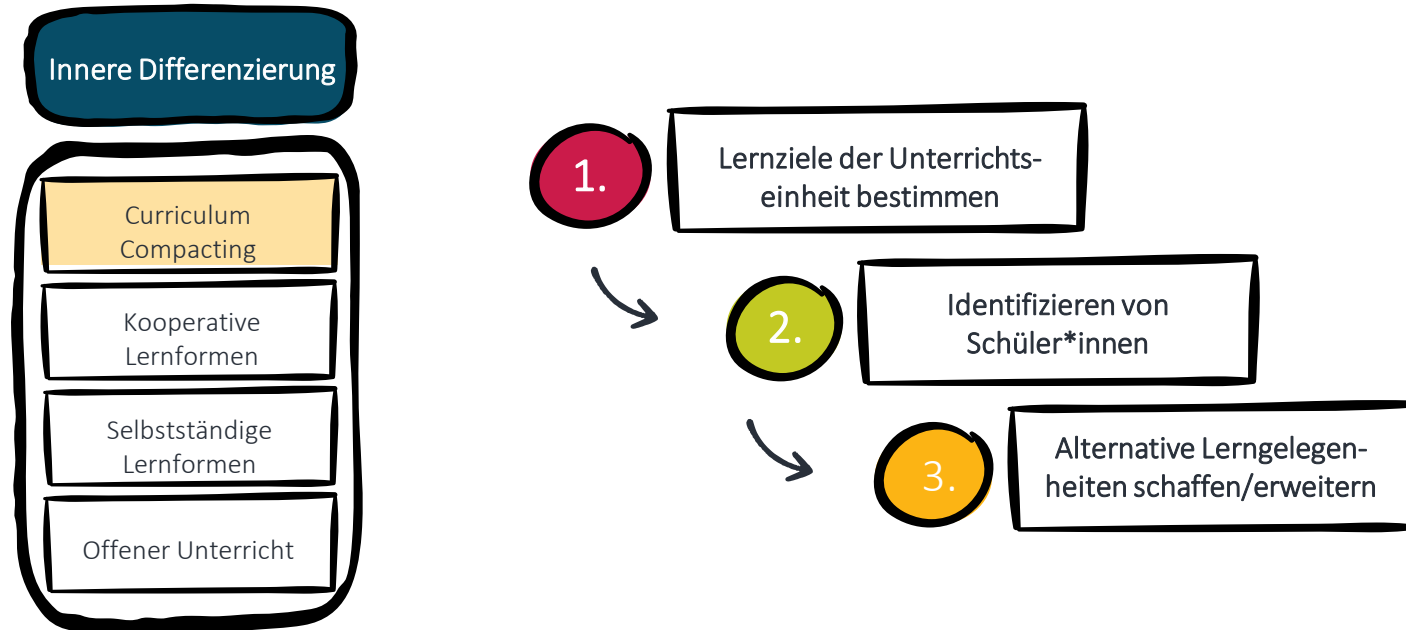 Innere Differenzierung
Curriculum
Compacting
Kooperative
Lernformen
Selbstständige
Lernformen
Offener Unterricht
1.
Lernziele der Unterrichts-
einheit bestimmen
2.
Identifizieren von
Schüler*innen
3.
Alternative Lerngelegen-
heiten schaffen/erweitern